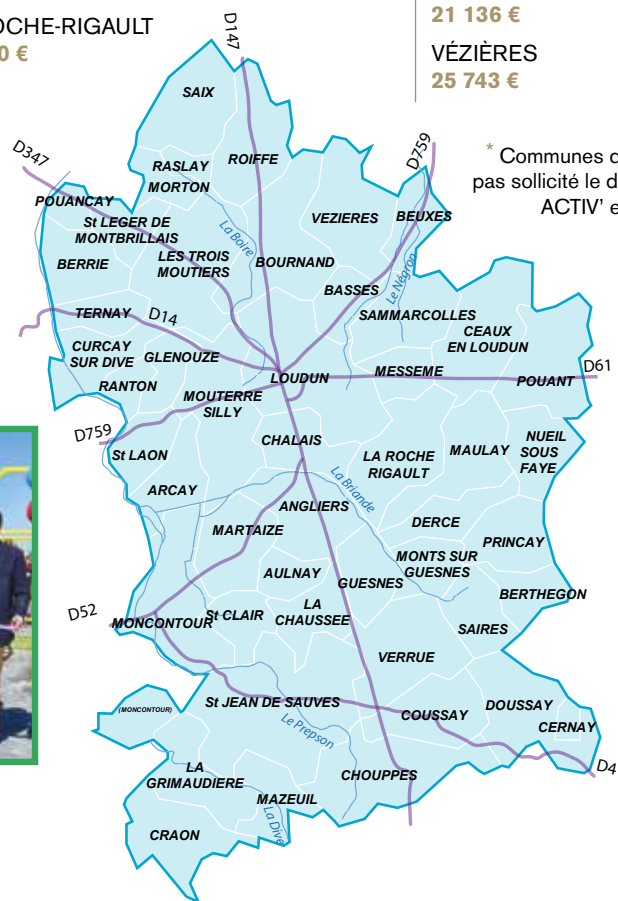 OCHE-RIGAULT
0 €
21 136 €
VÉZIÈRES
25 743 €
* Communes
pas sollicité le
ACTIV'
D147
D347
D759
SAIX
RASLAY
MORTON
ROIFFE
POUANCAY
St LEGER DE
MONTBRILLAIS
BERRIE
LES TROIS
MOUTIERS
La Boire
BOURNAND
VEZIERES
BEUXES
BASSES
Le Négron
SAMMARCOLLES
CEAUX
EN LOUDUN
TERNAY
D14
CURCAY
SUR DIVE
GLENOUZE
RANTON
LOUDUN
MESSEME
POUANT
D61
MOUTERRE
SILLY
D759
St LAON
CHALAIS
LA ROCHE
RIGAULT
MAULAY
NUEIL
SOUS
FAYE
ARCAY
La Briande
ANGLIERS
MARTAIZE
DERCE
PRINCAY
AULNAY
GUESNES
MONTS SUR
GUESNES
BERTHEGON
D52
MONCONTOUR
St CLAIR
LA
CHAUSSEE
SAIRES
VERRUE
(MONCONTOUR)
St JEAN DE SAUVES
Le Prepson
COUSSAY
DOUSSAY
CERNAY
D4
LA
GRIMAUDIERE
CHOUPPES
MAZEUIL
La Dive
CRAON